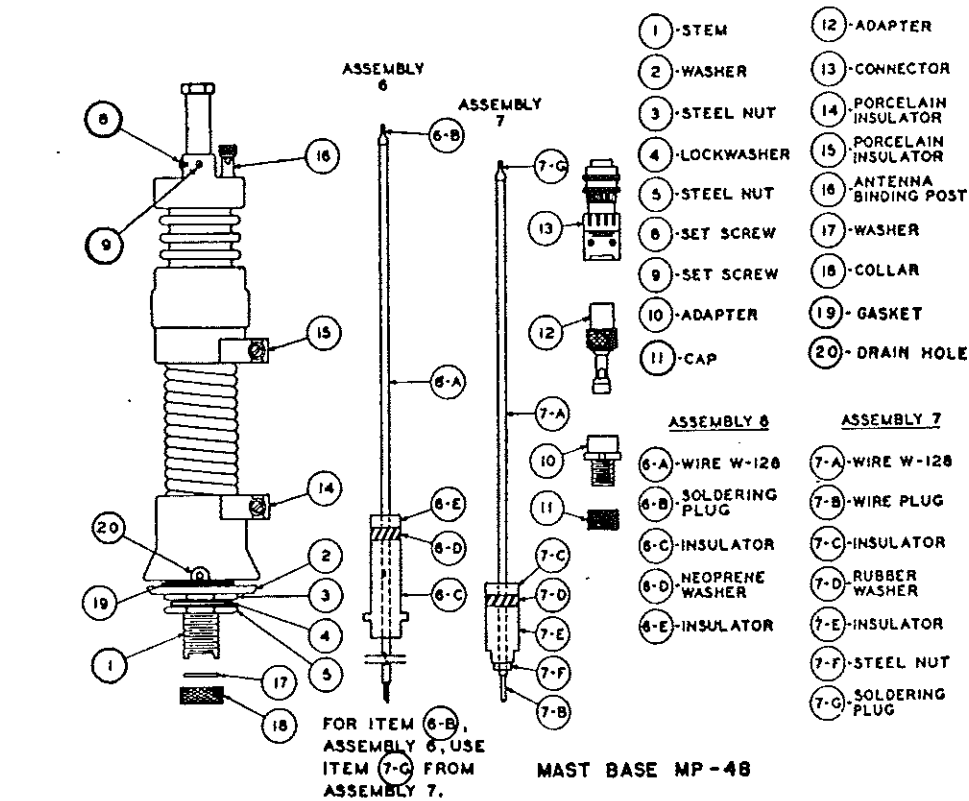 ASSEMBLY
6
ASSEMBLY
7
8
16
9
15
14
20
2
19
3
4
1
5
17
18
6-B
6-A
6-E
6-D
6-C
7-G
7-A
7-C
7-D
7-E
7-F
7-B
13
12
10
11
FOR ITEM 6-B,
ASSEMBLY 6, USE
ITEM 7-G FROM
ASSEMBLY 7.
MAST BASE MP-48
1 -STEM
2 -WASHER
3 -STEEL NUT
4 -LOCKWASHER
5 -STEEL NUT
8 -SET SCREW
9 -SET SCREW
10 -ADAPTER
11 -CAP
12 -ADAPTER
13 -CONNECTOR
14 -PORCELAIN
INSULATOR
15 -PORCELAIN
INSULATOR
16 -ANTENNA
BINDING POST
17 -WASHER
18 -COLLAR
19 - GASKET
20 - DRAIN HOLE
ASSEMBLY 6
6-A -WIRE W-128
6-B -SOLDERING
PLUG
6-C -INSULATOR
6-D -NEOPRENE
WASHER
6-E -INSULATOR
ASSEMBLY 7
7-A -WIRE W-128
7-B -WIRE PLUG
7-C -INSULATOR
7-D -RUBBER
WASHER
7-E -INSULATOR
7-F -STEEL NUT
7-G -SOLDERING
PLUG